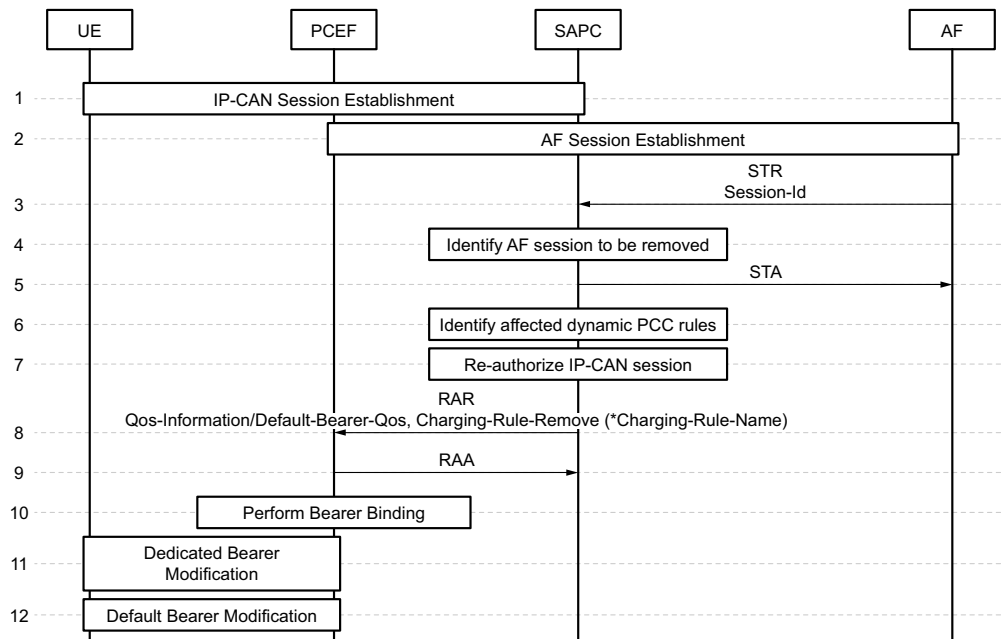 UE
PCEF
SAPC
AF
1
IP-CAN Session Establishment
2
AF Session Establishment
STR
Session-Id
3
4
Identify AF session to be removed
5
STA
6
Identify affected dynamic PCC rules
7
Re-authorize IP-CAN session
RAR
Qos-Information/Default-Bearer-Qos, Charging-Rule-Remove (*Charging-Rule-Name)
8
RAA
9
10
Perform Bearer Binding
Dedicated Bearer
11
Modification
12
Default Bearer Modification